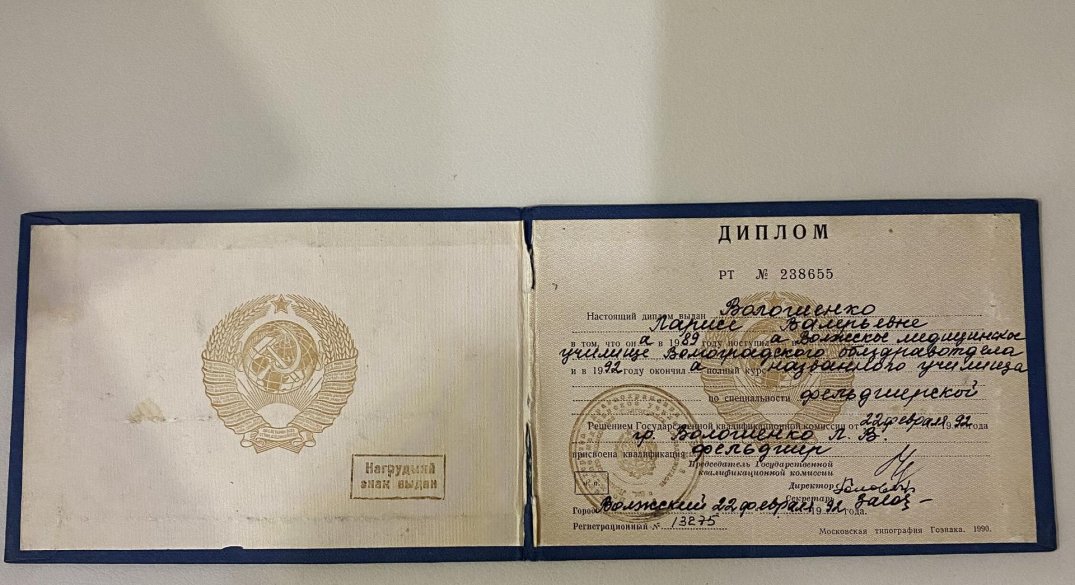 Нагрудный
знак выдан
ДИПЛОМ
РТ № 238655
Настоящий диплом выдан Волошенко
Ларисе Валерьевне
в том, что она в 1989 году поступила в Волжское медицинское
училище Волгоградского облздравотдела
и в 1992 году окончила полный курс названного училища
по специальности фельдшерской
Решением Государственной квалификационной комиссии от 22 февраля 1992 года
гр. Волошенко Л. В.
присвоена квалификация фельдшер
Председатель Государственной
квалификационной комиссии
Директор
Секретарь
Город Волжский 22 февраля 1992 года.
Регистрационный № 13275
Московская типография Гознака. 1990.